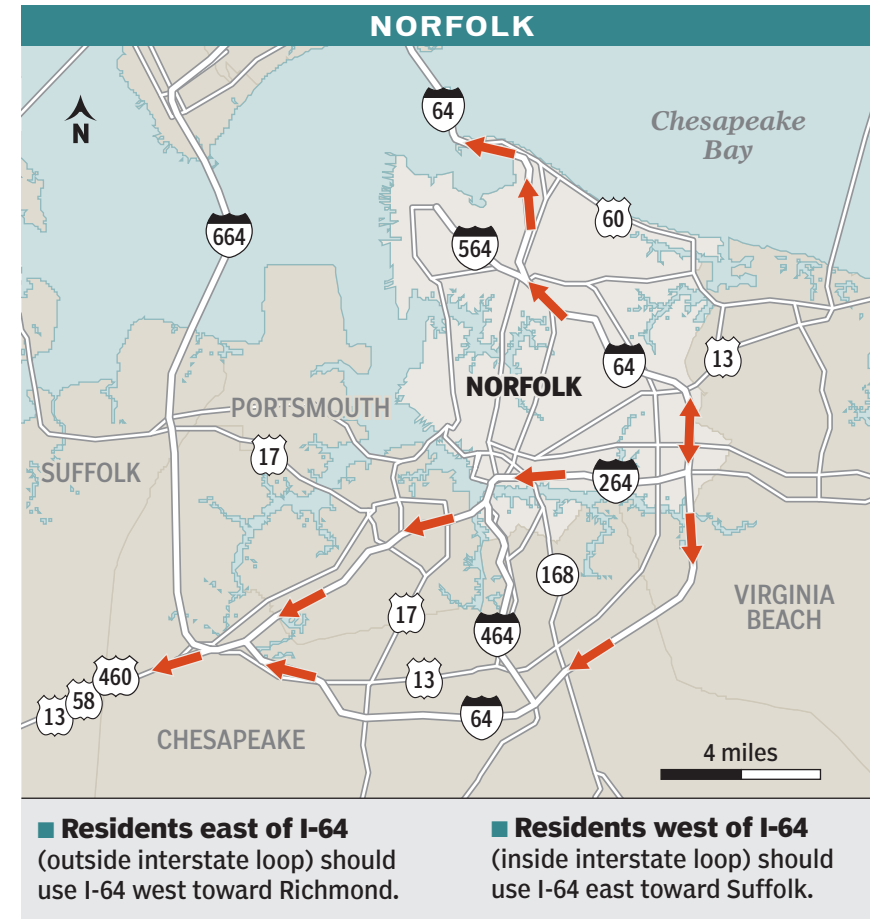 NORFOLK
N
64
Chesapeake
Bay
664
60
564
64
13
NORFOLK
PORTSMOUTH
17
SUFFOLK
264
168
VIRGINIA
BEACH
17
464
460
58
13
13
64
CHESAPEAKE
4 miles
Residents east of I-64
(outside interstate loop) should
use I-64 west toward Richmond.
Residents west of I-64
(inside interstate loop) should
use I-64 east toward Suffolk.